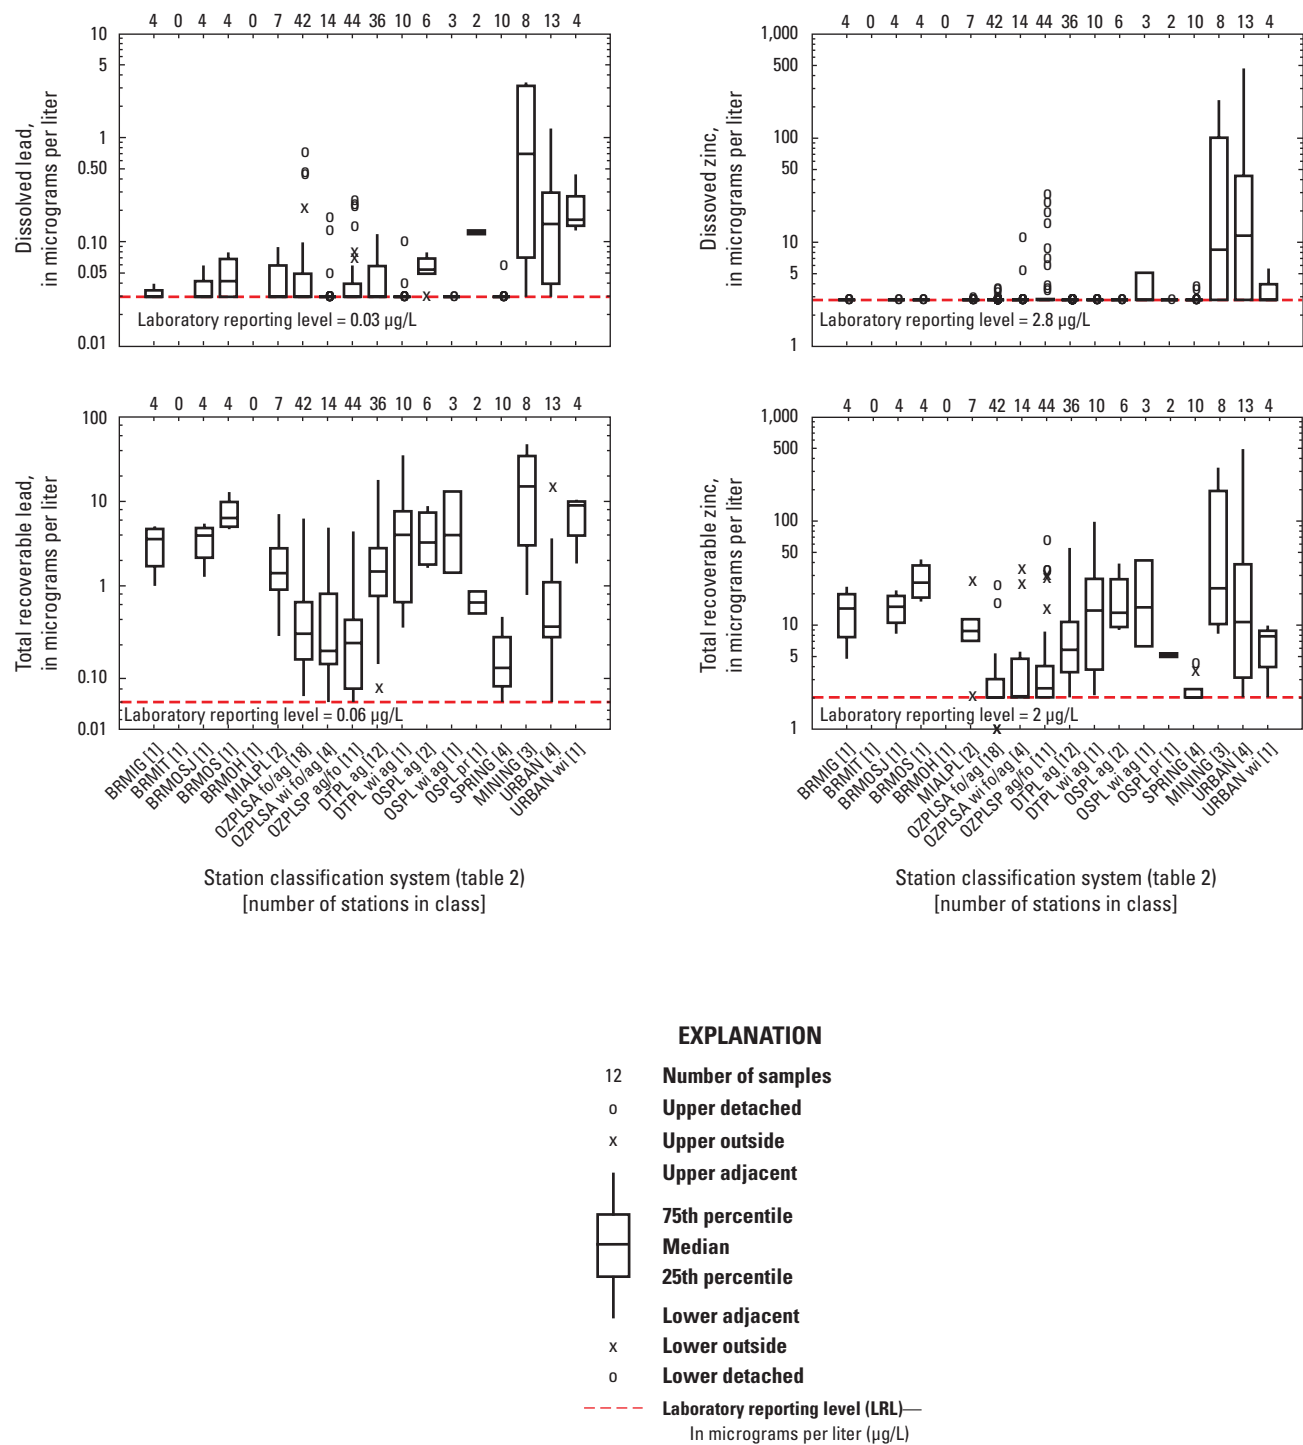 4 0 4 4 0 7 42 14 44 36 10 6 3 2 10 8 13 4
10
5
1
0.50
0.10
0.05
0.01
Dissolved lead,
in micrograms per liter
Laboratory reporting level = 0.03 µg/L
4 0 4 4 0 7 42 14 44 36 10 6 3 2 10 8 13 4
1,000
500
100
50
10
5
1
Dissoved zinc,
in micrograms per liter
Laboratory reporting level = 2.8 µg/L
4 0 4 4 0 7 42 14 44 36 10 6 3 2 10 8 13 4
100
10
1
0.10
0.01
Total recoverable lead,
in micrograms per liter
Laboratory reporting level = 0.06 µg/L
BRMIG [1]
BRMIT [1]
BRMOSJ [1]
BRMOS [1]
BRMOH [1]
MIALPL [2]
OZPLSA fo/ag [18]
OZPLSA wi fo/ag [4]
OZPLSP ag/fo [11]
DTPL ag [12]
DTPL wi ag [1]
OSPL ag [2]
OSPL wi ag [1]
OSPL pr [1]
SPRING [4]
MINING [3]
URBAN [4]
URBAN wi [1]
Station classification system (table 2)
[number of stations in class]
4 0 4 4 0 7 42 14 44 36 10 6 3 2 10 8 13 4
1,000
500
100
50
10
5
1
Total recoverable zinc,
in micrograms per liter
Laboratory reporting level = 2 µg/L
BRMIG [1]
BRMIT [1]
BRMOSJ [1]
BRMOS [1]
BRMOH [1]
MIALPL [2]
OZPLSA fo/ag [18]
OZPLSA wi fo/ag [4]
OZPLSP ag/fo [11]
DTPL ag [12]
DTPL wi ag [1]
OSPL ag [2]
OSPL wi ag [1]
OSPL pr [1]
SPRING [4]
MINING [3]
URBAN [4]
URBAN wi [1]
Station classification system (table 2)
[number of stations in class]
EXPLANATION
12 Number of samples
o Upper detached
x Upper outside
Upper adjacent
75th percentile
Median
25th percentile
Lower adjacent
x Lower outside
o Lower detached
Laboratory reporting level (LRL)—
In micrograms per liter (µg/L)